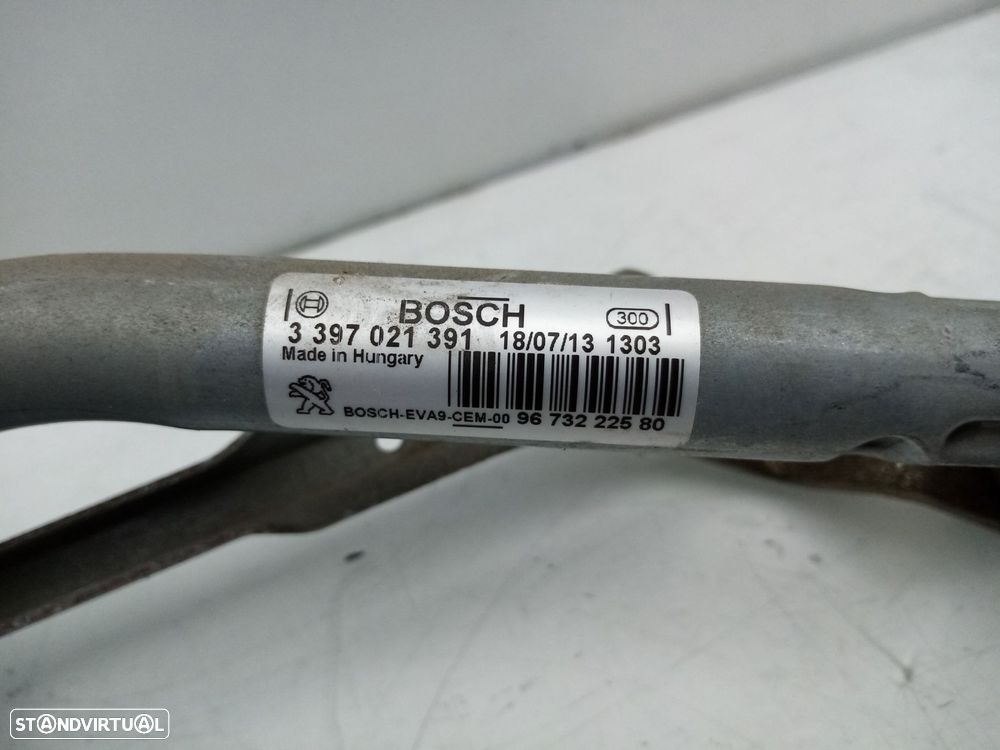 BOSCH
300
3 397 021 391 18/07/13 1303
Made in Hungary
BOSCH-EVA9-CEM-00 96 732 225 80
STANDVIRTUAL